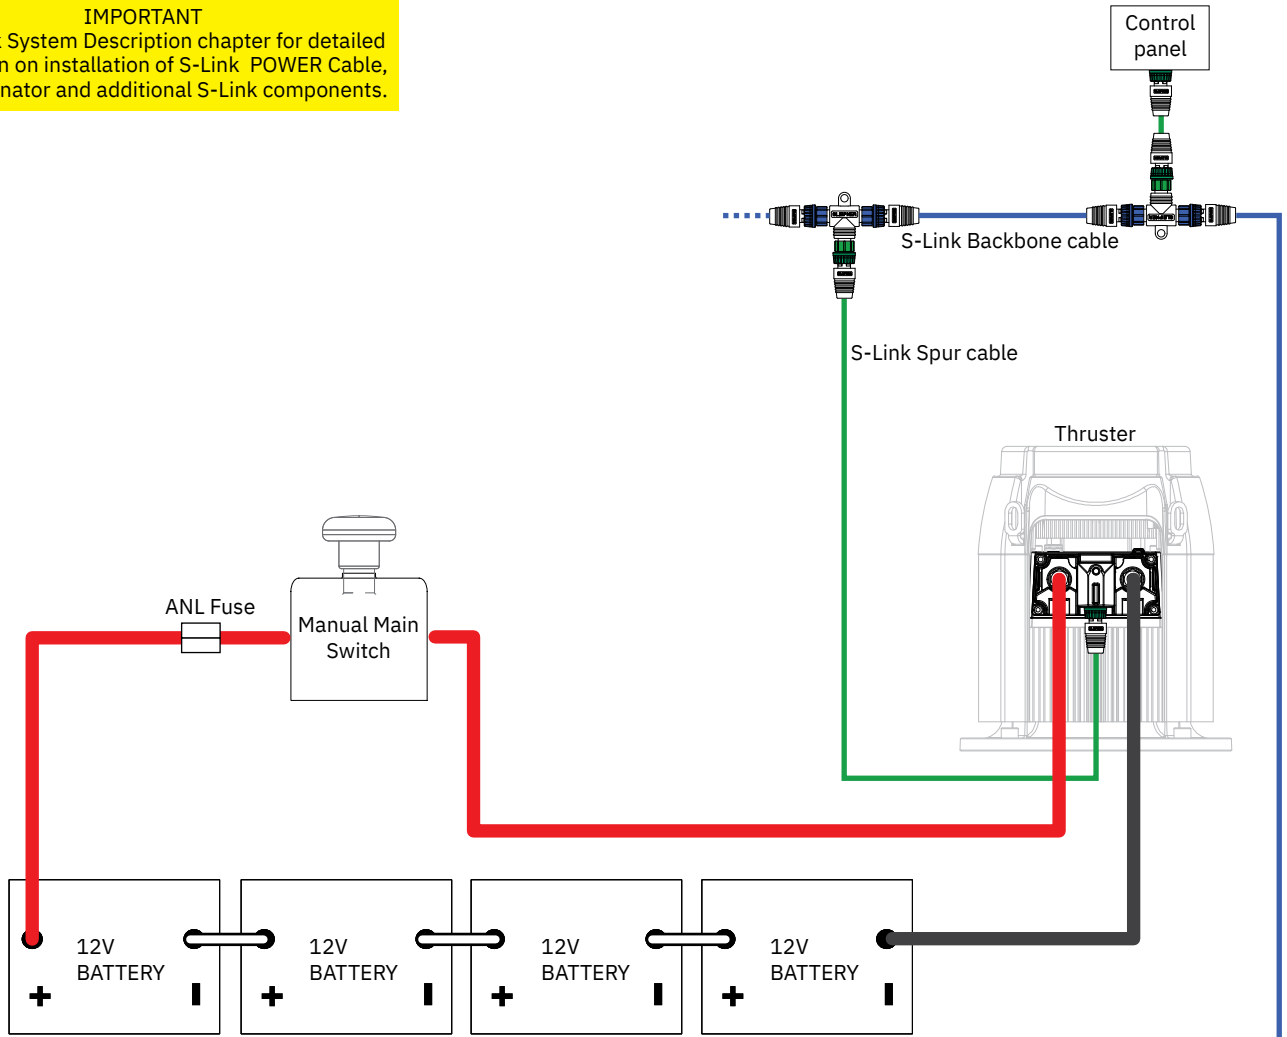 IMPORTANT
System Description chapter for detailed
on installation of S-Link POWER Cable,
and additional S-Link components.
Control
panel
S-Link Backbone cable
S-Link Spur cable
Thruster
ANL Fuse
Manual Main
Switch
12V
BATTERY
+
12V
BATTERY
+
12V
BATTERY
+
12V
BATTERY
+